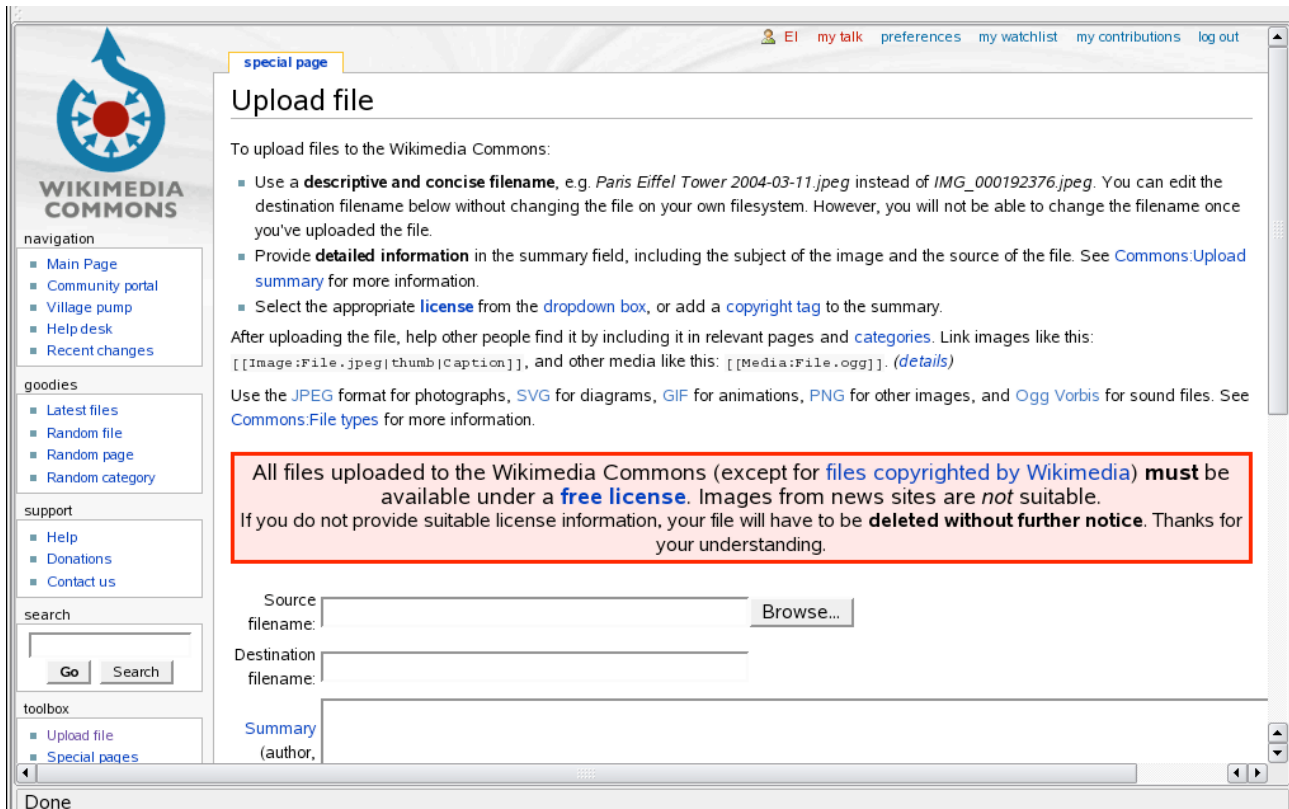 El my talk preferences my watchlist my contributions log out
special page
WIKIMEDIA
COMMONS
navigation
Main Page
Community portal
Village pump
Help desk
Recent changes
goodies
Latest files
Random file
Random page
Random category
support
Help
Donations
Contact us
search
Go Search
toolbox
Upload file
Special pages
Upload file
To upload files to the Wikimedia Commons:
Use a descriptive and concise filename, e.g. Paris Eiffel Tower 2004-03-11.jpeg instead of IMG_000192376.jpeg. You can edit the
destination filename below without changing the file on your own filesystem. However, you will not be able to change the filename once
you've uploaded the file.
Provide detailed information in the summary field, including the subject of the image and the source of the file. See Commons:Upload
summary for more information.
Select the appropriate license from the dropdown box, or add a copyright tag to the summary.
After uploading the file, help other people find it by including it in relevant pages and categories. Link images like this:
[[Image:File.jpeg|thumb|Caption]], and other media like this: [[Media:File.ogg]]. (details)
Use the JPEG format for photographs, SVG for diagrams, GIF for animations, PNG for other images, and Ogg Vorbis for sound files. See
Commons:File types for more information.
All files uploaded to the Wikimedia Commons (except for files copyrighted by Wikimedia) must be
available under a free license. Images from news sites are not suitable.
If you do not provide suitable license information, your file will have to be deleted without further notice. Thanks for
your understanding.
Source
filename:
Browse...
Destination
filename:
Summary
(author,
Done